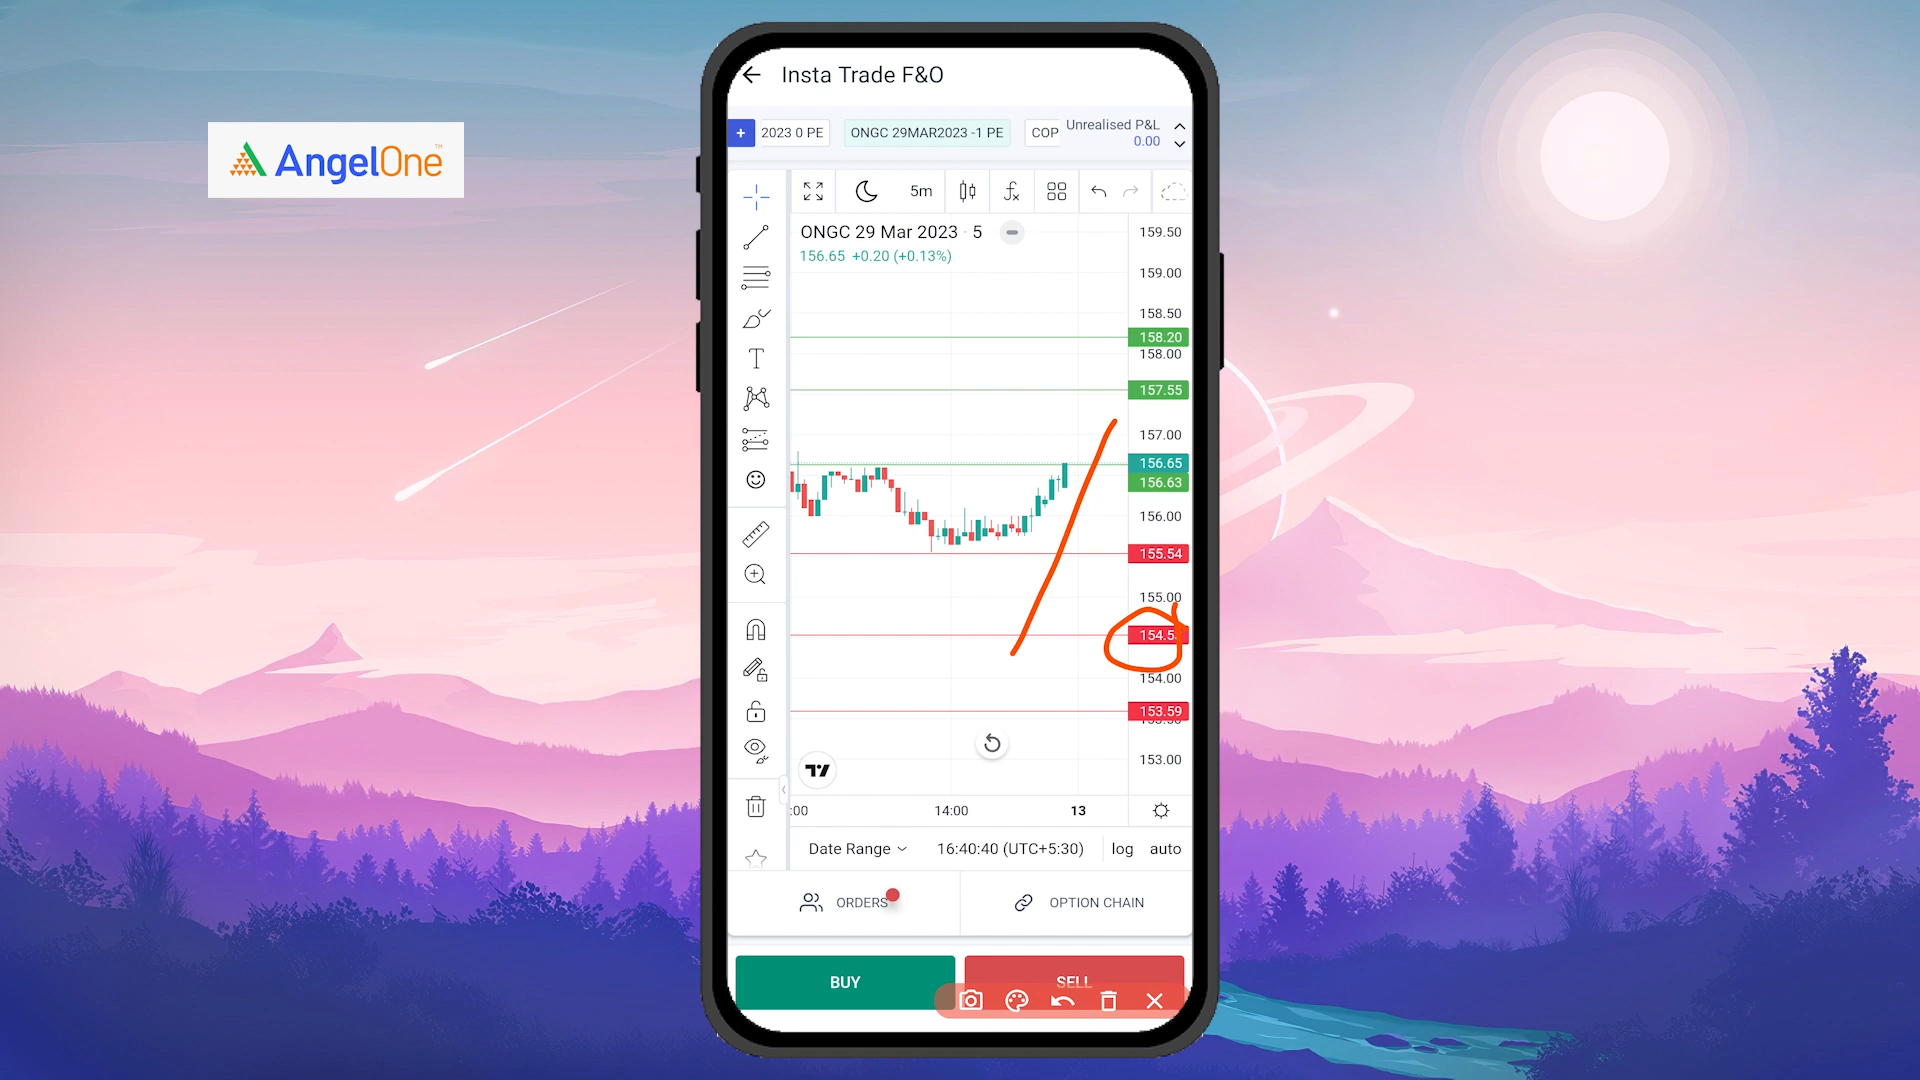 AngelOne™
Insta Trade F&O
2023 0 PE
ONGC 29MAR2023 -1 PE
COP
Unrealised P&L
0.00
5m
ONGC 29 Mar 2023 · 5
156.65 +0.20 (+0.13%)
159.50
159.00
158.50
158.20
158.00
157.55
157.00
156.65
156.63
156.00
155.54
155.00
154.5
154.00
153.59
153.00
:00
14:00
13
Date Range
16:40:40 (UTC+5:30)
log
auto
ORDERS
OPTION CHAIN
BUY
SELL